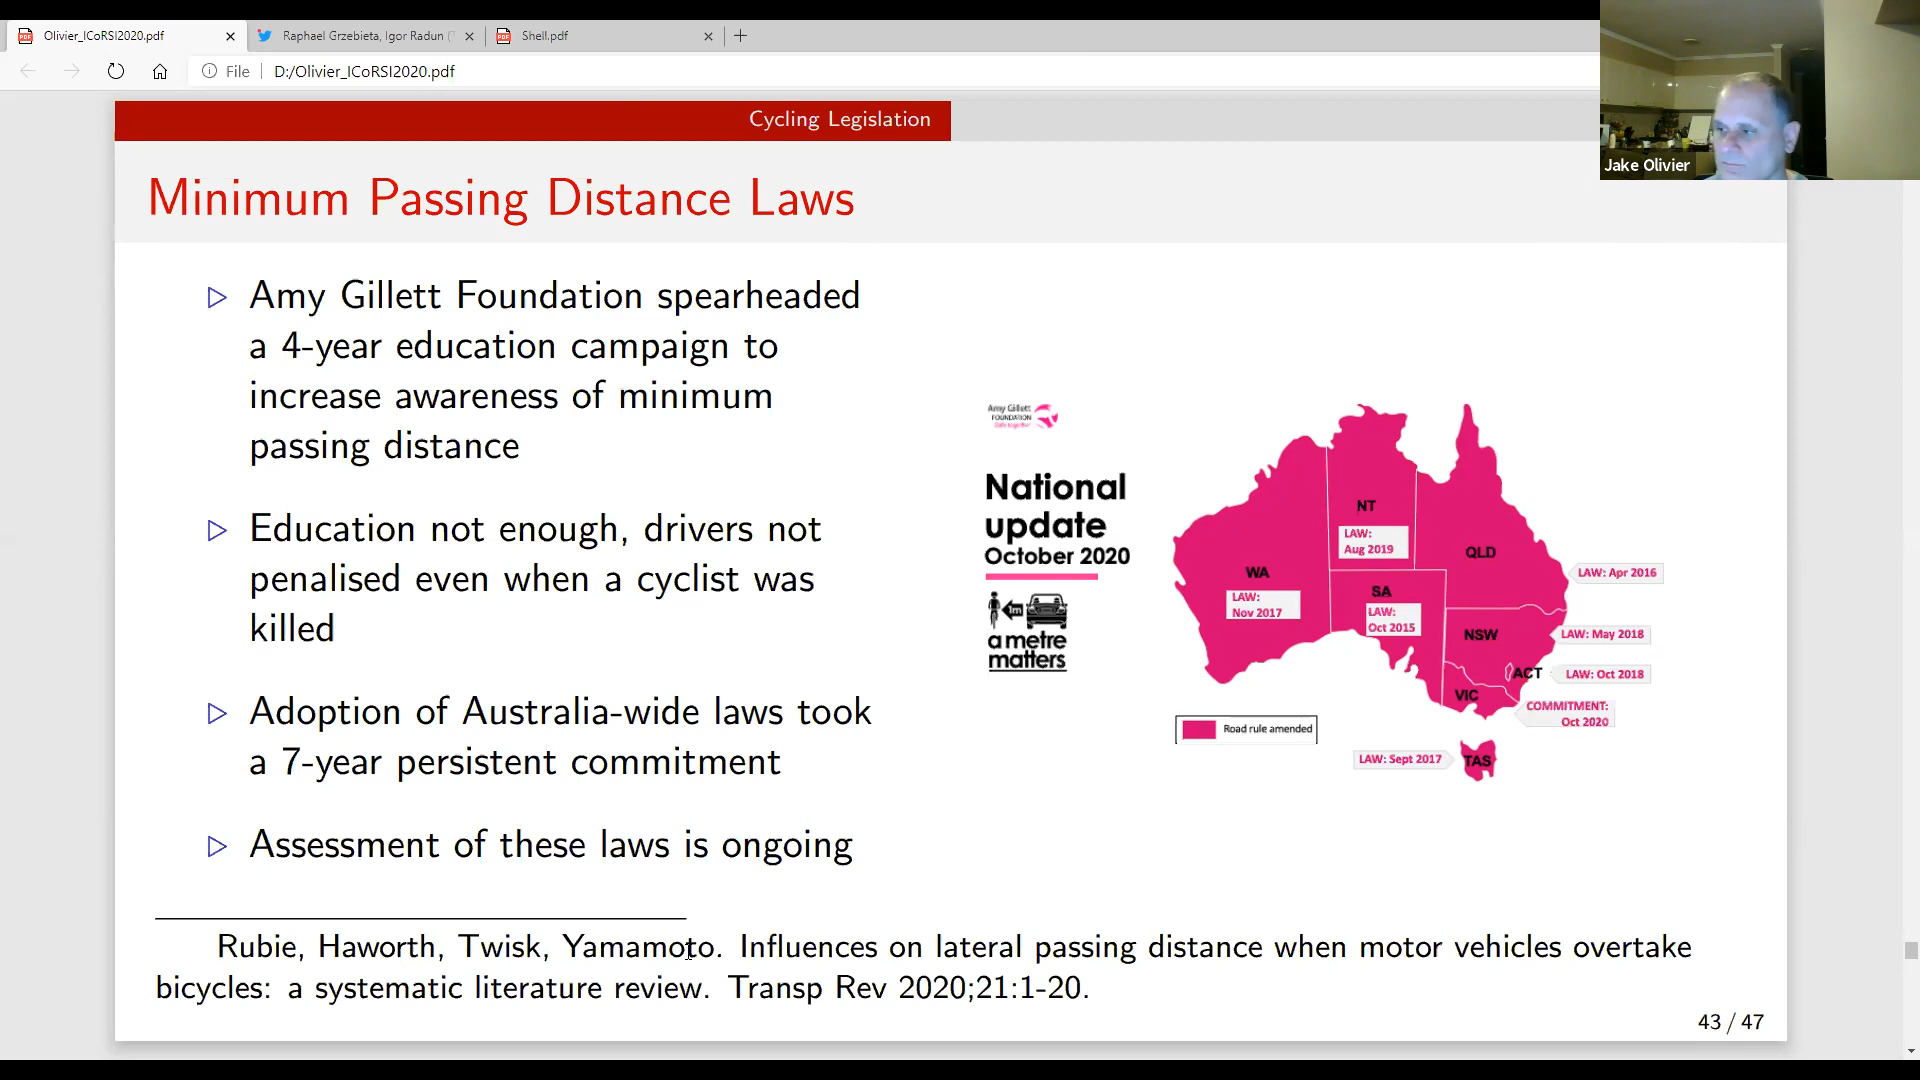 Olivier_ICoRSI2020.pdf
Raphael Grzebieta, Igor Radun (
Shell.pdf
File
D:/Olivier_ICoRSI2020.pdf
Jake Olivier
Cycling Legislation
Minimum Passing Distance Laws
Amy Gillett Foundation spearheaded
a 4-year education campaign to
increase awareness of minimum
passing distance
Education not enough, drivers not
penalised even when a cyclist was
killed
Adoption of Australia-wide laws took
a 7-year persistent commitment
Assessment of these laws is ongoing
Amy Gillett
FOUNDATION
Safe together
National
update
October 2020
1m
a metre
matters
NT
LAW:
Aug 2019
QLD
LAW: Apr 2016
WA
LAW:
Nov 2017
SA
LAW:
Oct 2015
NSW
LAW: May 2018
ACT
LAW: Oct 2018
VIC
COMMITMENT:
Oct 2020
Road rule amended
LAW: Sept 2017
TAS
Rubie, Haworth, Twisk, Yamamoto. Influences on lateral passing distance when motor vehicles overtake
bicycles: a systematic literature review. Transp Rev 2020;21:1-20.
43 / 47